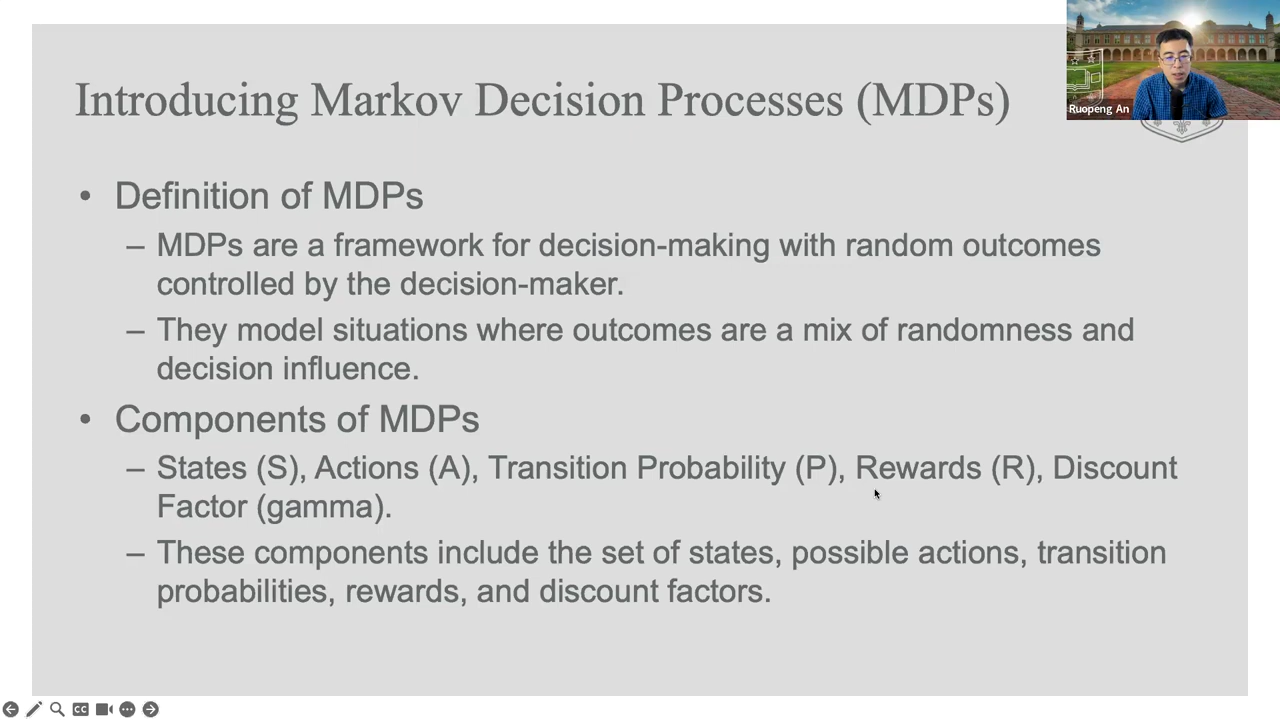 Introducing Markov Decision Processes (MDPs)
Ruopeng An
• Definition of MDPs
– MDPs are a framework for decision-making with random outcomes
controlled by the decision-maker.
– They model situations where outcomes are a mix of randomness and
decision influence.
• Components of MDPs
– States (S), Actions (A), Transition Probability (P), Rewards (R), Discount
Factor (gamma).
– These components include the set of states, possible actions, transition
probabilities, rewards, and discount factors.
CC